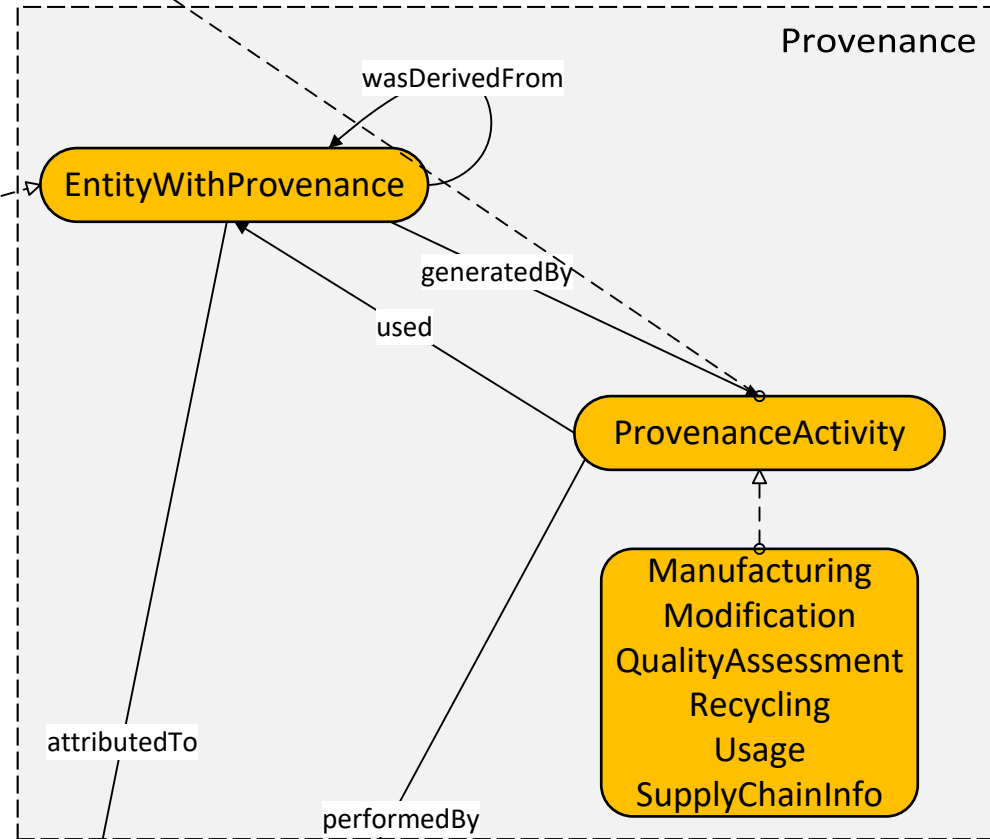 Provenance
wasDerivedFrom
EntityWithProvenance
generatedBy
used
ProvenanceActivity
Manufacturing
Modification
QualityAssessment
Recycling
Usage
SupplyChainInfo
attributedTo
performedBy